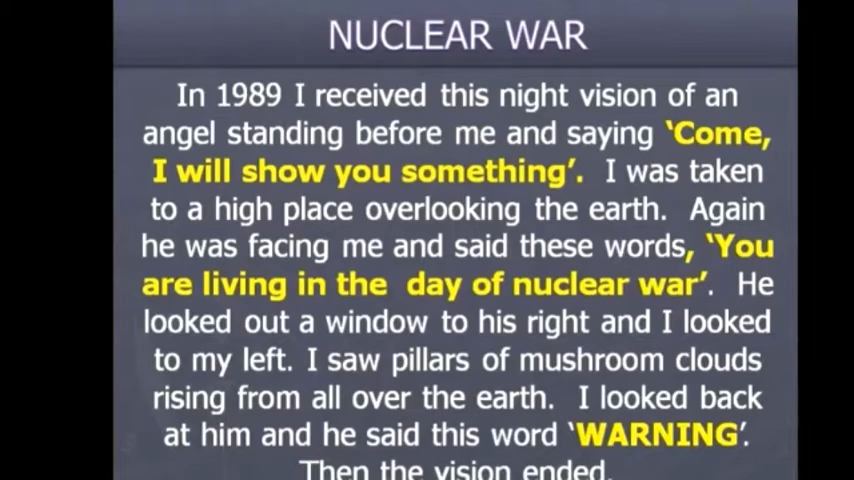 NUCLEAR WAR
In 1989 I received this night vision of an
angel standing before me and saying ‘Come,
I will show you something’. I was taken
to a high place overlooking the earth. Again
he was facing me and said these words, ‘You
are living in the day of nuclear war’. He
looked out a window to his right and I looked
to my left. I saw pillars of mushroom clouds
rising from all over the earth. I looked back
at him and he said this word ‘WARNING’.
Then the vision ended.